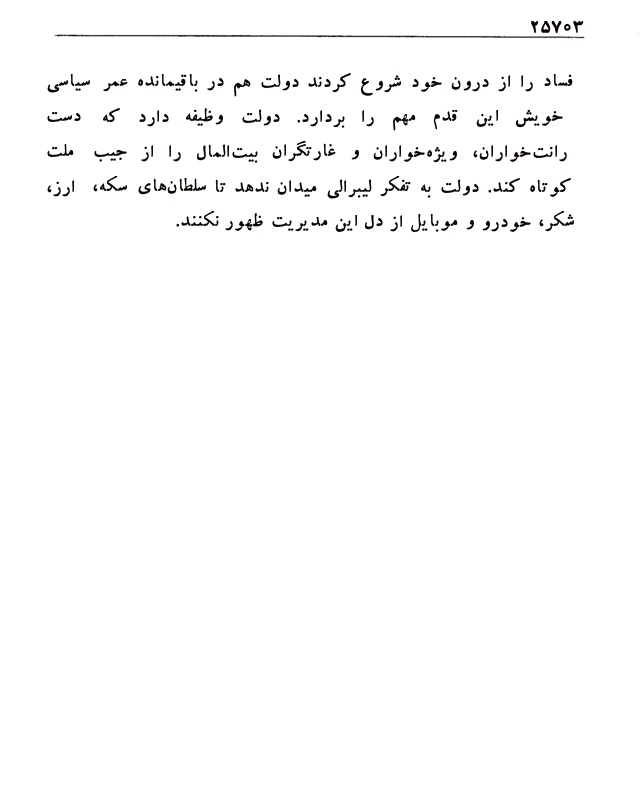 ۲۵۷۰۳
فساد را از درون خود شروع کردند دولت هم در باقیمانده عمر سیاسی
خویش این قدم مهم را بردارد. دولت وظیفه دارد که دست
رانت‌خواران، ویژه‌خواران و غارتگران بیت‌المال را از جیب ملت
کوتاه کند. دولت به تفکر لیبرالی میدان ندهد تا سلطان‌های سکه، ارز،
شکر، خودرو و موبایل از دل این مدیریت ظهور نکنند.